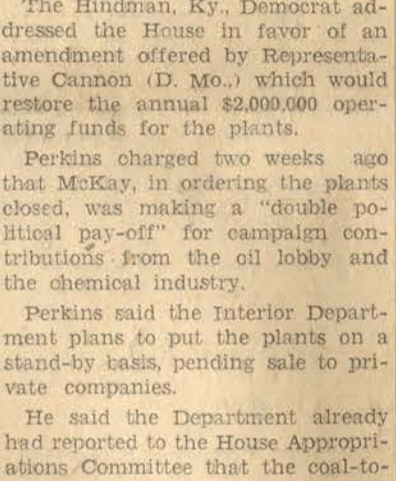 The Hindman, Ky., Democrat ad-
dressed the House in favor of an
amendment offered by Representa-
tive Cannon (D. Mo.,) which would
restore the annual $2,000,000 oper-
ating funds for the plants.
Perkins charged two weeks ago
that McKay, in ordering the plants
closed, was making a "double po-
litical pay-off" for campaign con-
tributions from the oil lobby and
the chemical industry.
Perkins said the Interior Depart-
ment plans to put the plants on a
stand-by basis, pending sale to pri-
vate companies.
He said the Department already
had reported to the House Appropri-
ations Committee that the coal-to-